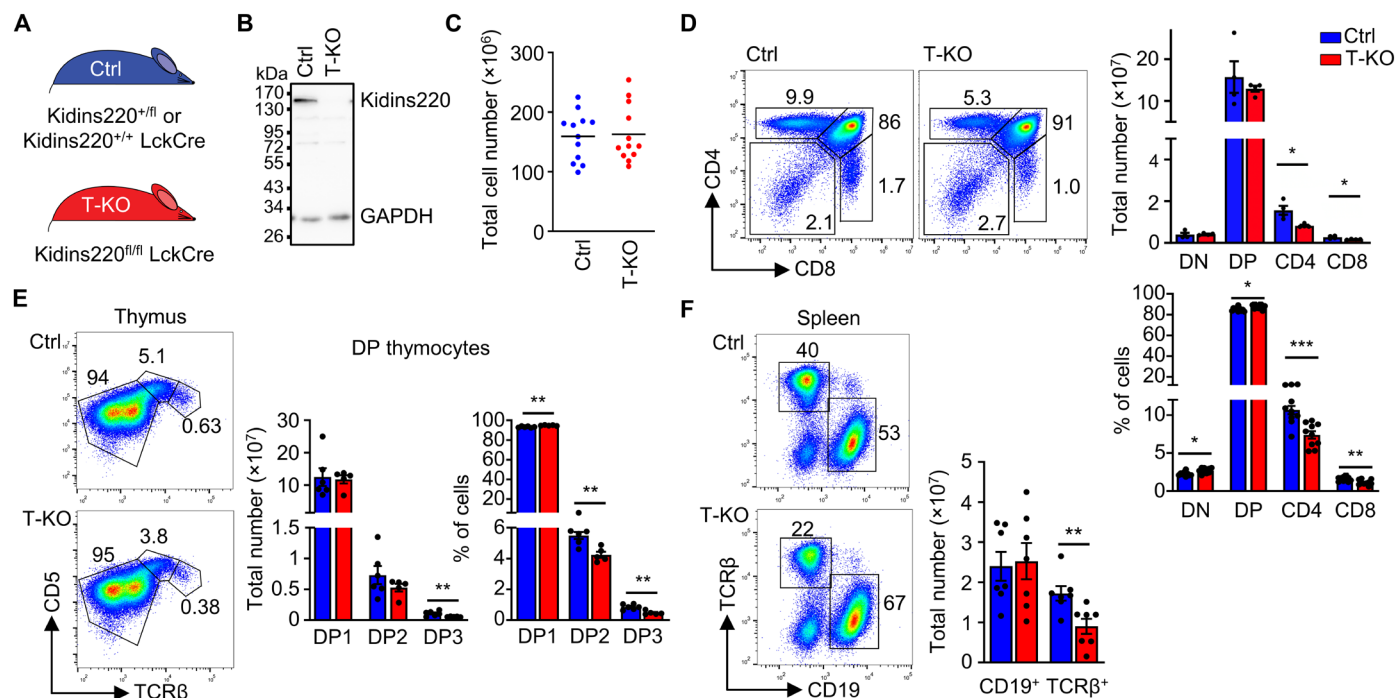 A
Ctrl
Kidins220+/fl or
Kidins220+/+ LckCre
T-KO
Kidins220fl/fl LckCre
B
Ctrl
T-KO
kDa
170
130
95
72
55
43
34
26
Kidins220
GAPDH
C
Total cell number (×10⁶)
300
200
100
0
Ctrl
T-KO
D
Ctrl
T-KO
9.9
86
1.7
2.1
5.3
91
1.0
2.7
CD4
CD8
Ctrl
T-KO
Total number (×10⁷)
15
10
4
2
0
*
*
DN
DP
CD4
CD8
% of cells
100
80
60
40
20
10
5
0
*
*
***
**
DN
DP
CD4
CD8
E
Thymus
Ctrl
94
5.1
0.63
T-KO
95
3.8
0.38
CD5
TCRβ
DP thymocytes
Total number (×10⁷)
30
20
10
1.5
1.0
0.5
0
**
DP1
DP2
DP3
% of cells
100
80
60
40
20
6
4
2
0
**
**
**
DP1
DP2
DP3
F
Spleen
Ctrl
40
53
T-KO
22
67
TCRβ
CD19
Total number (×10⁷)
5
4
3
2
1
0
**
CD19⁺
TCRβ⁺